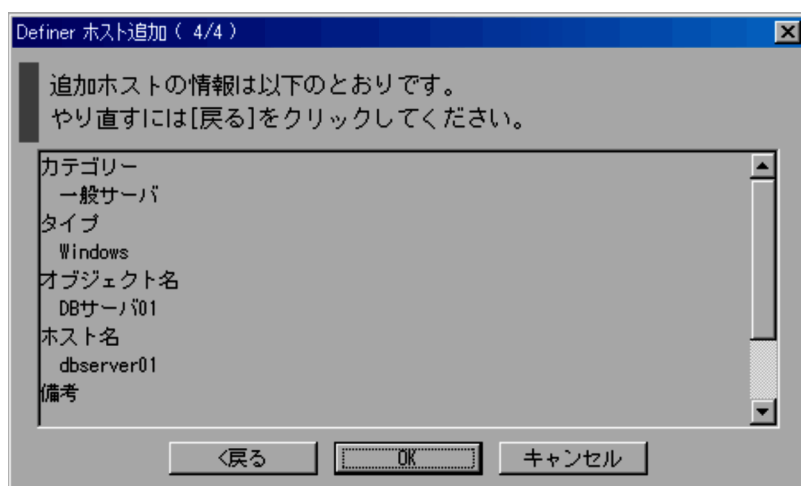 Definer ホスト追加（ 4/4 ）
追加ホストの情報は以下のとおりです。
やり直すには[戻る]をクリックしてください。
カテゴリー
一般サーバ
タイプ
Windows
オブジェクト名
DBサーバ01
ホスト名
dbserver01
備考
<戻る
OK
キャンセル